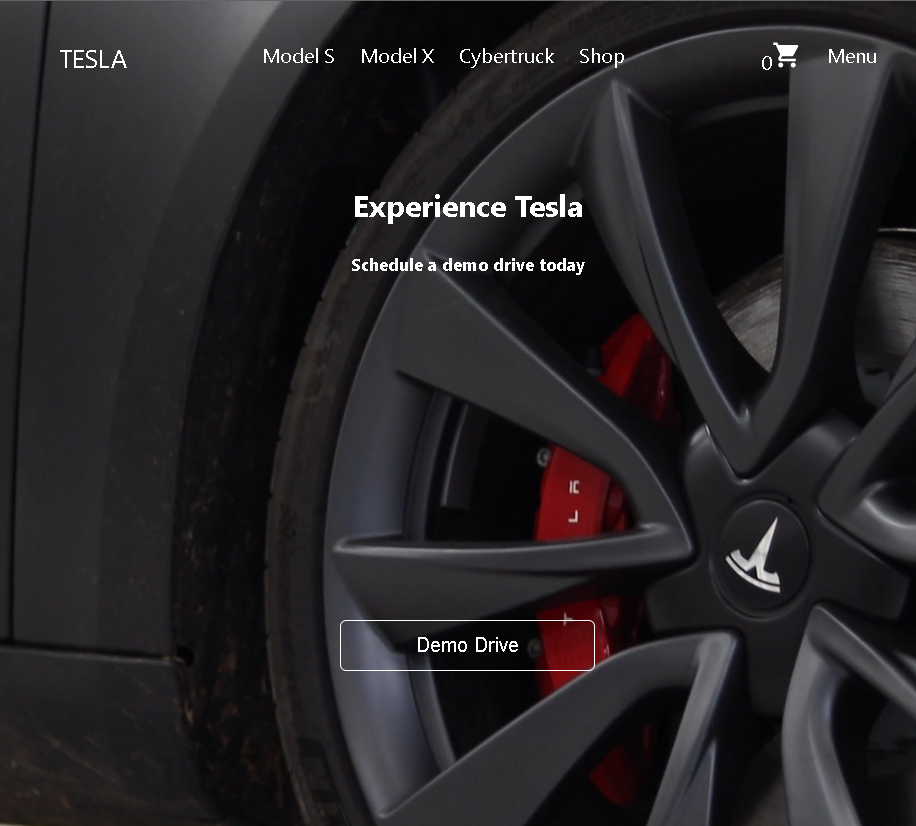 TESLA
Model S Model X Cybertruck Shop
0 Menu
Experience Tesla
Schedule a demo drive today
Demo Drive